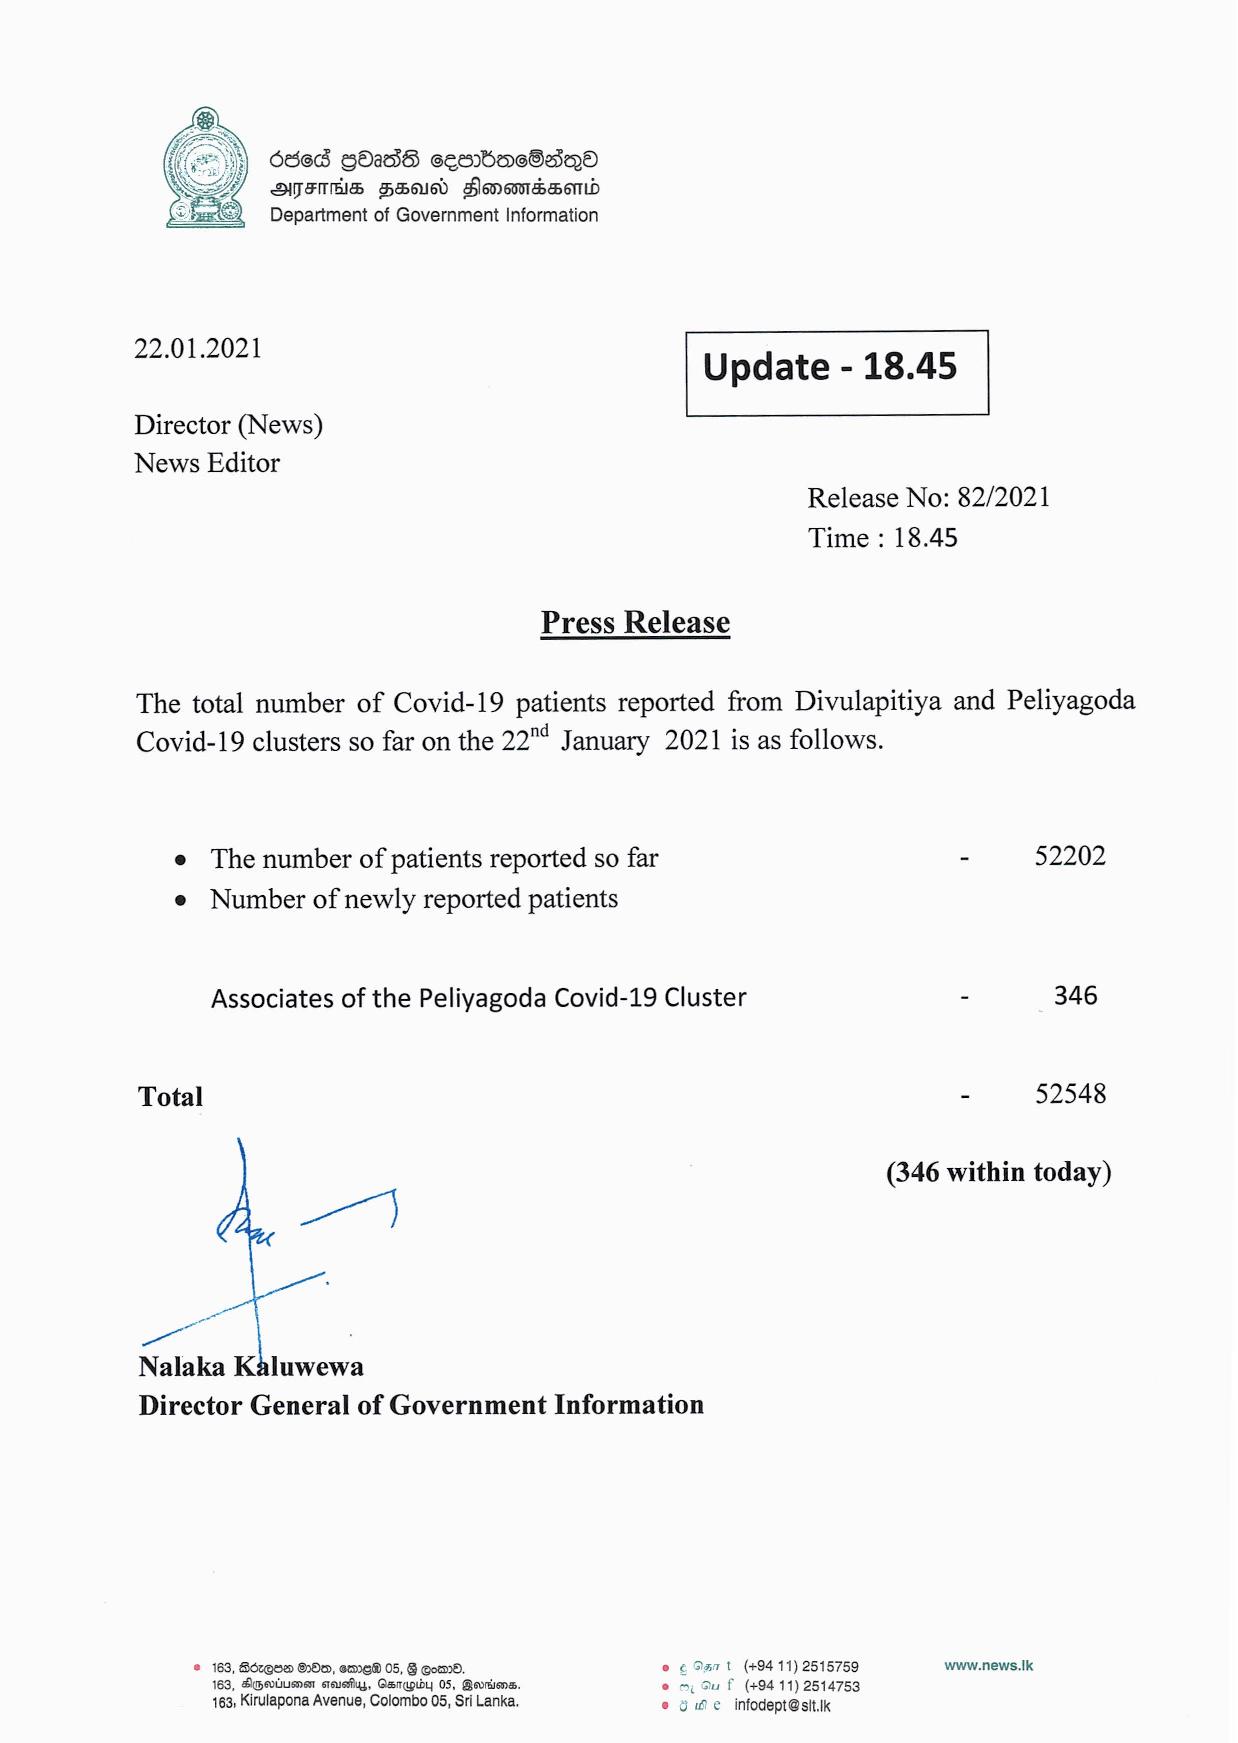 රජයේ ප්‍රවෘත්ති දෙපාර්තමේන්තුව
அரசாங்க தகவல் திணைக்களம்
Department of Government Information
22.01.2021
Update - 18.45
Director (News)
News Editor
Release No: 82/2021
Time : 18.45
Press Release
The total number of Covid-19 patients reported from Divulapitiya and Peliyagoda
Covid-19 clusters so far on the 22nd January 2021 is as follows.
• The number of patients reported so far - 52202
• Number of newly reported patients
Associates of the Peliyagoda Covid-19 Cluster - 346
Total - 52548
(346 within today)
Nalaka Kaluwewa
Director General of Government Information
• 163, කිරුලපන මාවත, කොළඹ 05, ශ්‍රී ලංකාව.
163, கிருலப்பனை எவனியூ, கொழும்பு 05, இலங்கை.
163, Kirulapona Avenue, Colombo 05, Sri Lanka.
• දු தொ t (+94 11) 2515759
• ෆැ பெ f (+94 11) 2514753
• ඊ மி e infodept@slt.lk
www.news.lk